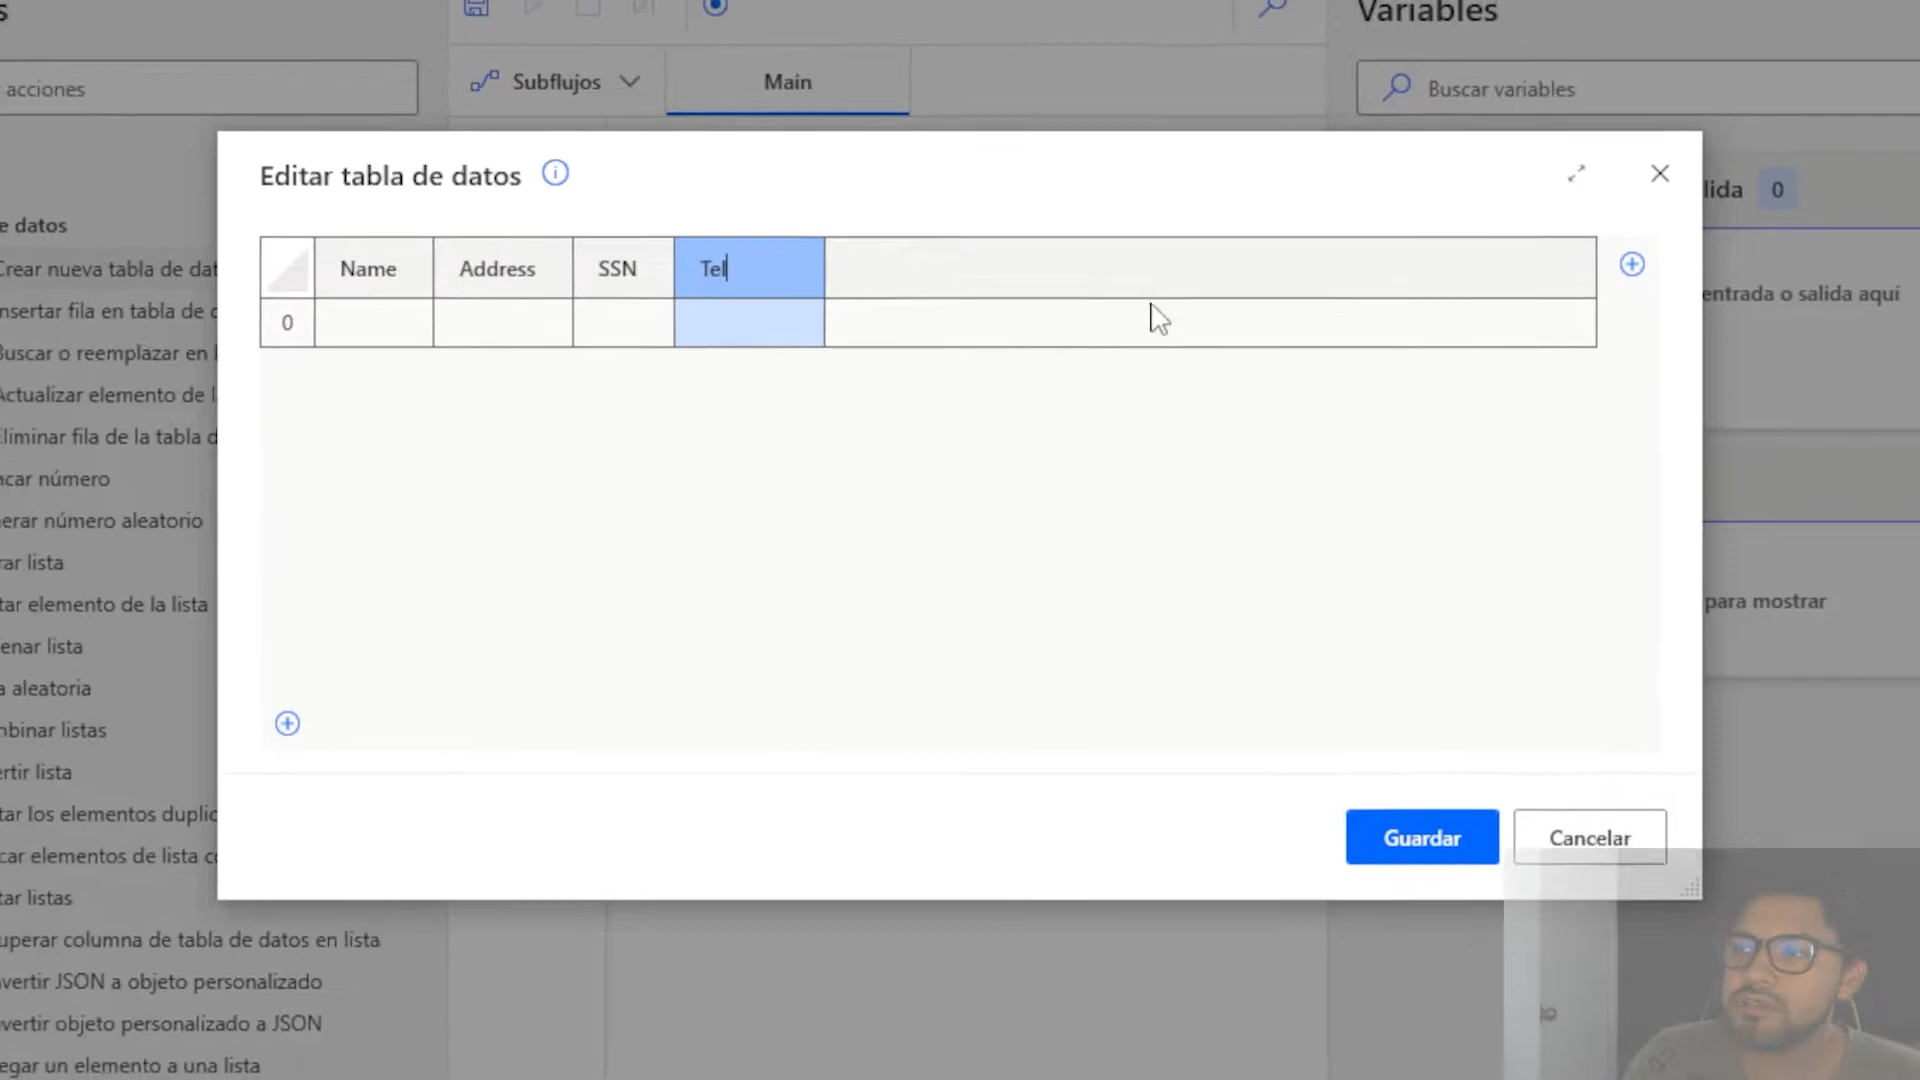 Variables
Subflujos
Main
acciones
Buscar variables
Editar tabla de datos
lida 0
e datos
Name Address SSN Tel
Crear nueva tabla de dat
nsertar fila en tabla de c
0
entrada o salida aquí
Buscar o reemplazar en l
Actualizar elemento de l
Eliminar fila de la tabla d
acar número
erar número aleatorio
rar lista
tar elemento de la lista
para mostrar
enar lista
a aleatoria
nbinar listas
ertir lista
tar los elementos duplic
Guardar
Cancelar
car elementos de lista co
tar listas
uperar columna de tabla de datos en lista
vertir JSON a objeto personalizado
vertir objeto personalizado a JSON
egar un elemento a una lista